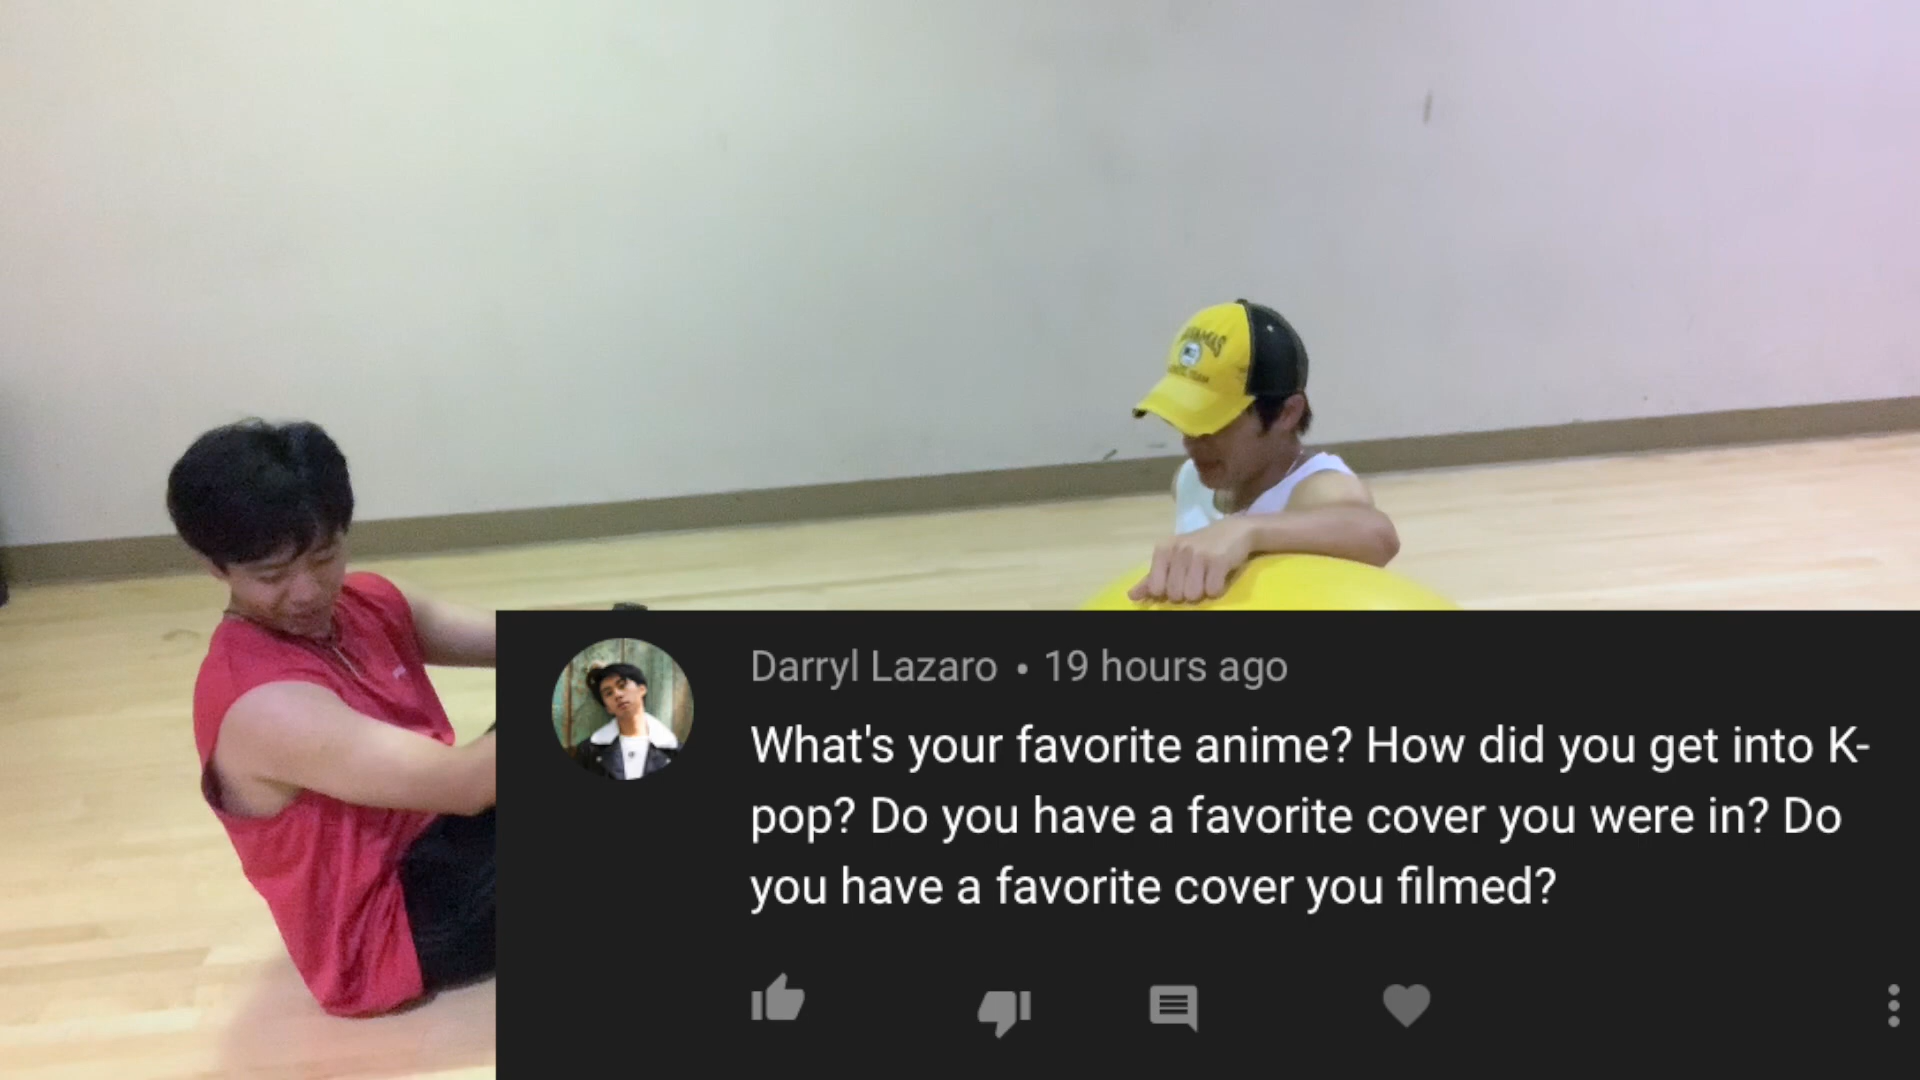 Darryl Lazaro • 19 hours ago
What's your favorite anime? How did you get into K-
pop? Do you have a favorite cover you were in? Do
you have a favorite cover you filmed?